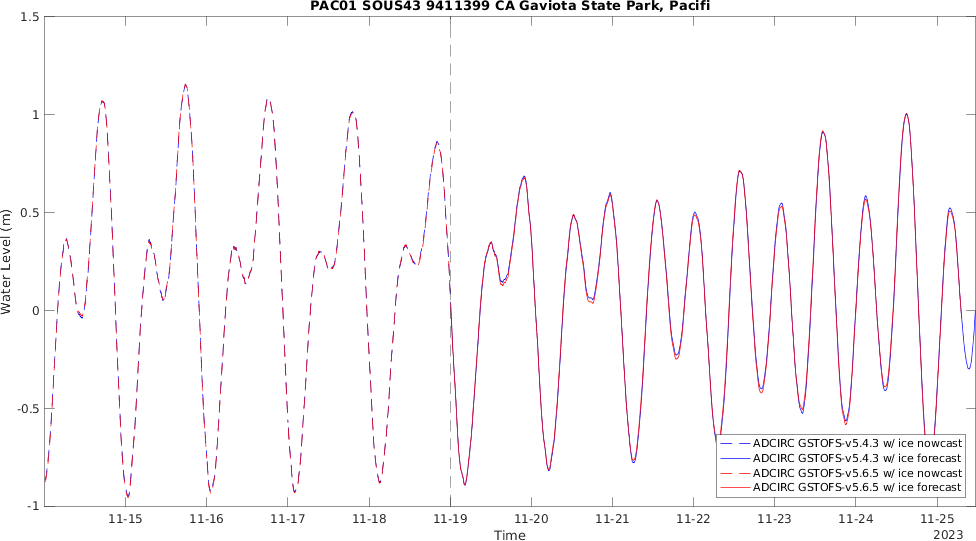 PAC01 SOUS43 9411399 CA Gaviota State Park, Pacifi
1.5
1
0.5
0
-0.5
-1
Water Level (m)
11-15 11-16 11-17 11-18 11-19 11-20 11-21 11-22 11-23 11-24 11-25
Time
2023
ADCIRC GSTOFS-v5.4.3 w/ ice nowcast
ADCIRC GSTOFS-v5.4.3 w/ ice forecast
ADCIRC GSTOFS-v5.6.5 w/ ice nowcast
ADCIRC GSTOFS-v5.6.5 w/ ice forecast